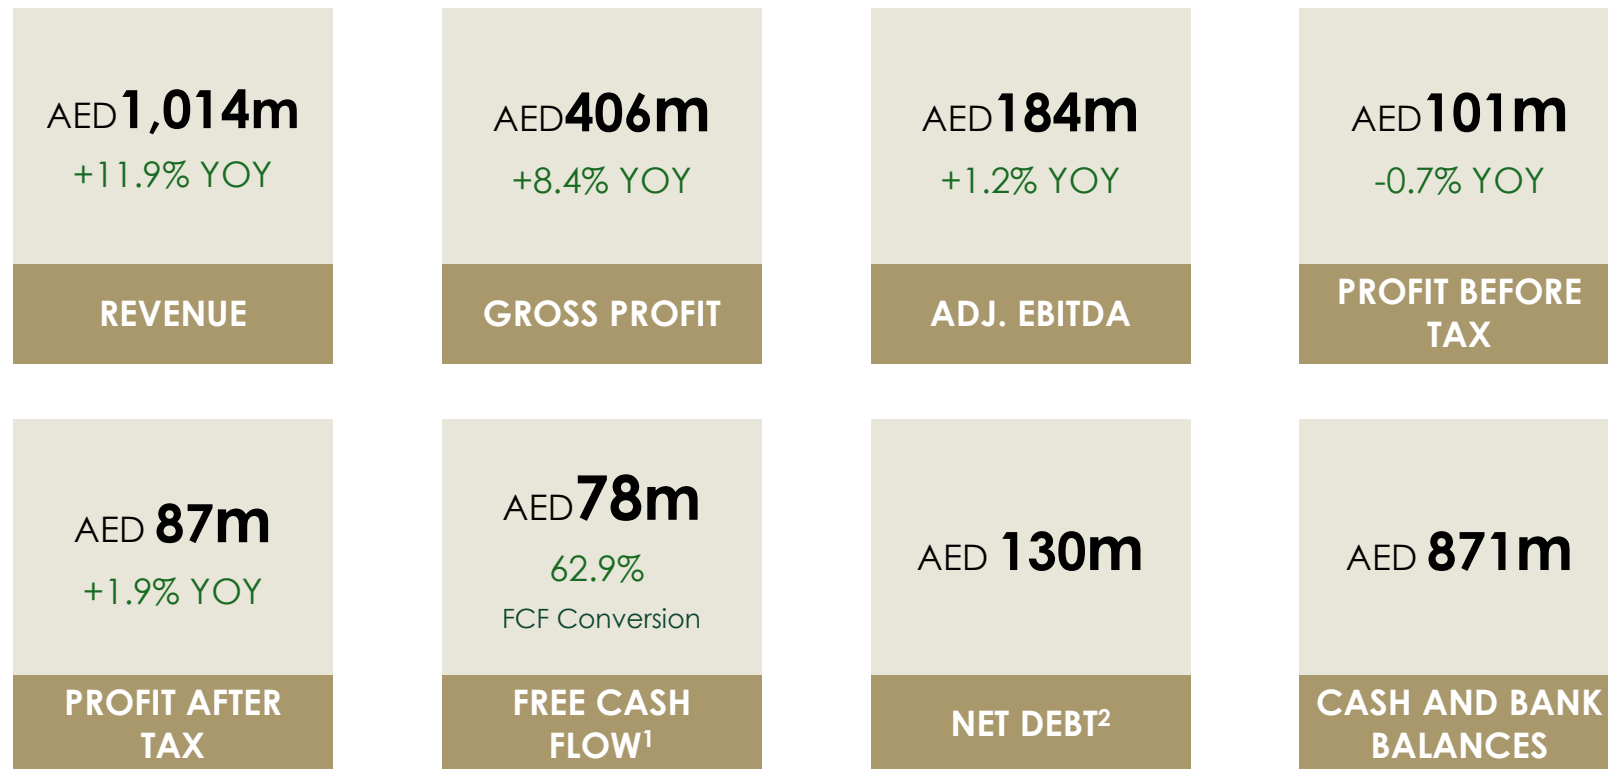 AED1,014m
+11.9% YOY
REVENUE
AED406m
+8.4% YOY
GROSS PROFIT
AED184m
+1.2% YOY
ADJ. EBITDA
AED101m
-0.7% YOY
PROFIT BEFORE
TAX
AED 87m
+1.9% YOY
PROFIT AFTER
TAX
AED78m
62.9%
FCF Conversion
FREE CASH
FLOW¹
AED 130m
NET DEBT²
AED 871m
CASH AND BANK
BALANCES